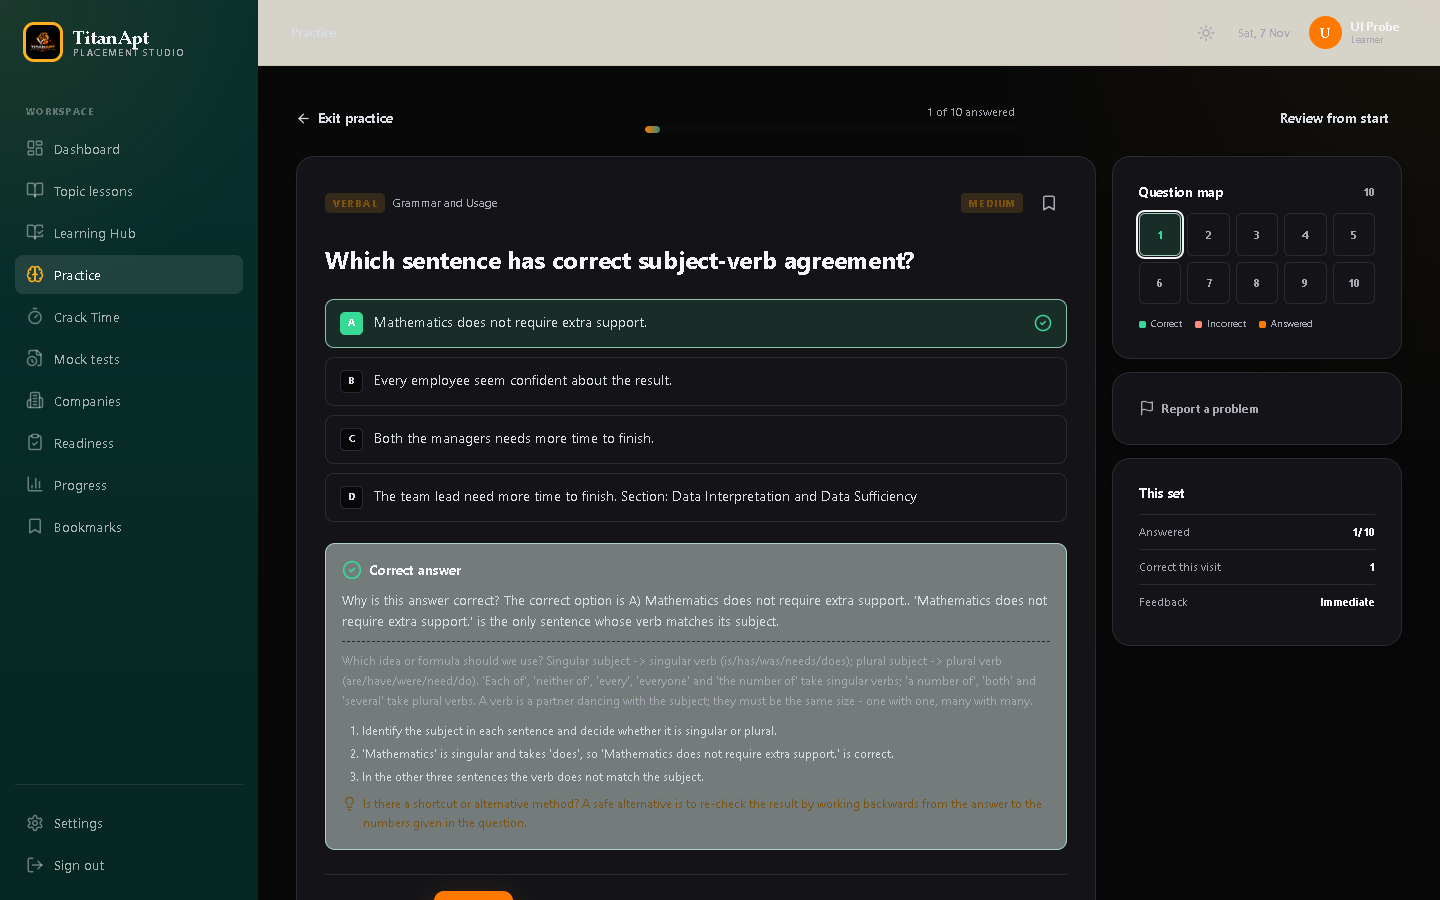 TitanApt
PLACEMENT STUDIO
WORKSPACE
Dashboard
Topic lessons
Learning Hub
Practice
Crack Time
Mock tests
Companies
Readiness
Progress
Bookmarks
Settings
Sign out
Practice
Sat, 7 Nov
U
UI Probe
Learner
Exit practice
1 of 10 answered
Review from start
VERBAL
Grammar and Usage
MEDIUM
Which sentence has correct subject-verb agreement?
A Mathematics does not require extra support.
B Every employee seem confident about the result.
C Both the managers needs more time to finish.
D The team lead need more time to finish. Section: Data Interpretation and Data Sufficiency
Correct answer
Why is this answer correct? The correct option is A) Mathematics does not require extra support.. 'Mathematics does not
require extra support.' is the only sentence whose verb matches its subject.
Which idea or formula should we use? Singular subject -> singular verb (is/has/was/needs/does); plural subject -> plural verb
(are/have/were/need/do). 'Each of', 'neither of', 'every', 'everyone' and 'the number of' take singular verbs; 'a number of', 'both' and
'several' take plural verbs. A verb is a partner dancing with the subject; they must be the same size - one with one, many with many.
1. Identify the subject in each sentence and decide whether it is singular or plural.
2. 'Mathematics' is singular and takes 'does', so 'Mathematics does not require extra support.' is correct.
3. In the other three sentences the verb does not match the subject.
Is there a shortcut or alternative method? A safe alternative is to re-check the result by working backwards from the answer to the
numbers given in the question.
Question map 10
1 2 3 4 5
6 7 8 9 10
Correct Incorrect Answered
Report a problem
This set
Answered 1/10
Correct this visit 1
Feedback Immediate